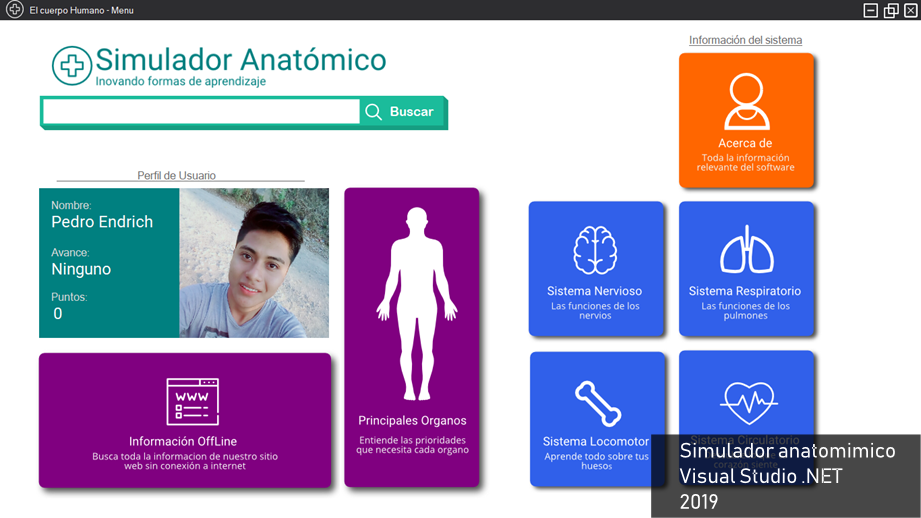 El cuerpo Humano - Menu
Simulador Anatómico
Inovando formas de aprendizaje
Buscar
Información del sistema
Acerca de
Toda la información
relevante del software
Perfil de Usuario
Nombre:
Pedro Endrich
Avance:
Ninguno
Puntos:
0
Principales Organos
Entiende las prioridades
que necesita cada organo
Sistema Nervioso
Las funciones de los
nervios
Sistema Respiratorio
Las funciones de los
pulmones
WWW
Información OffLine
Busca toda la informacion de nuestro sitio
web sin conexión a internet
Sistema Locomotor
Aprende todo sobre tus
huesos
Sistema Circulatorio
corazón siente
Simulador anatomimico
Visual Studio .NET
2019